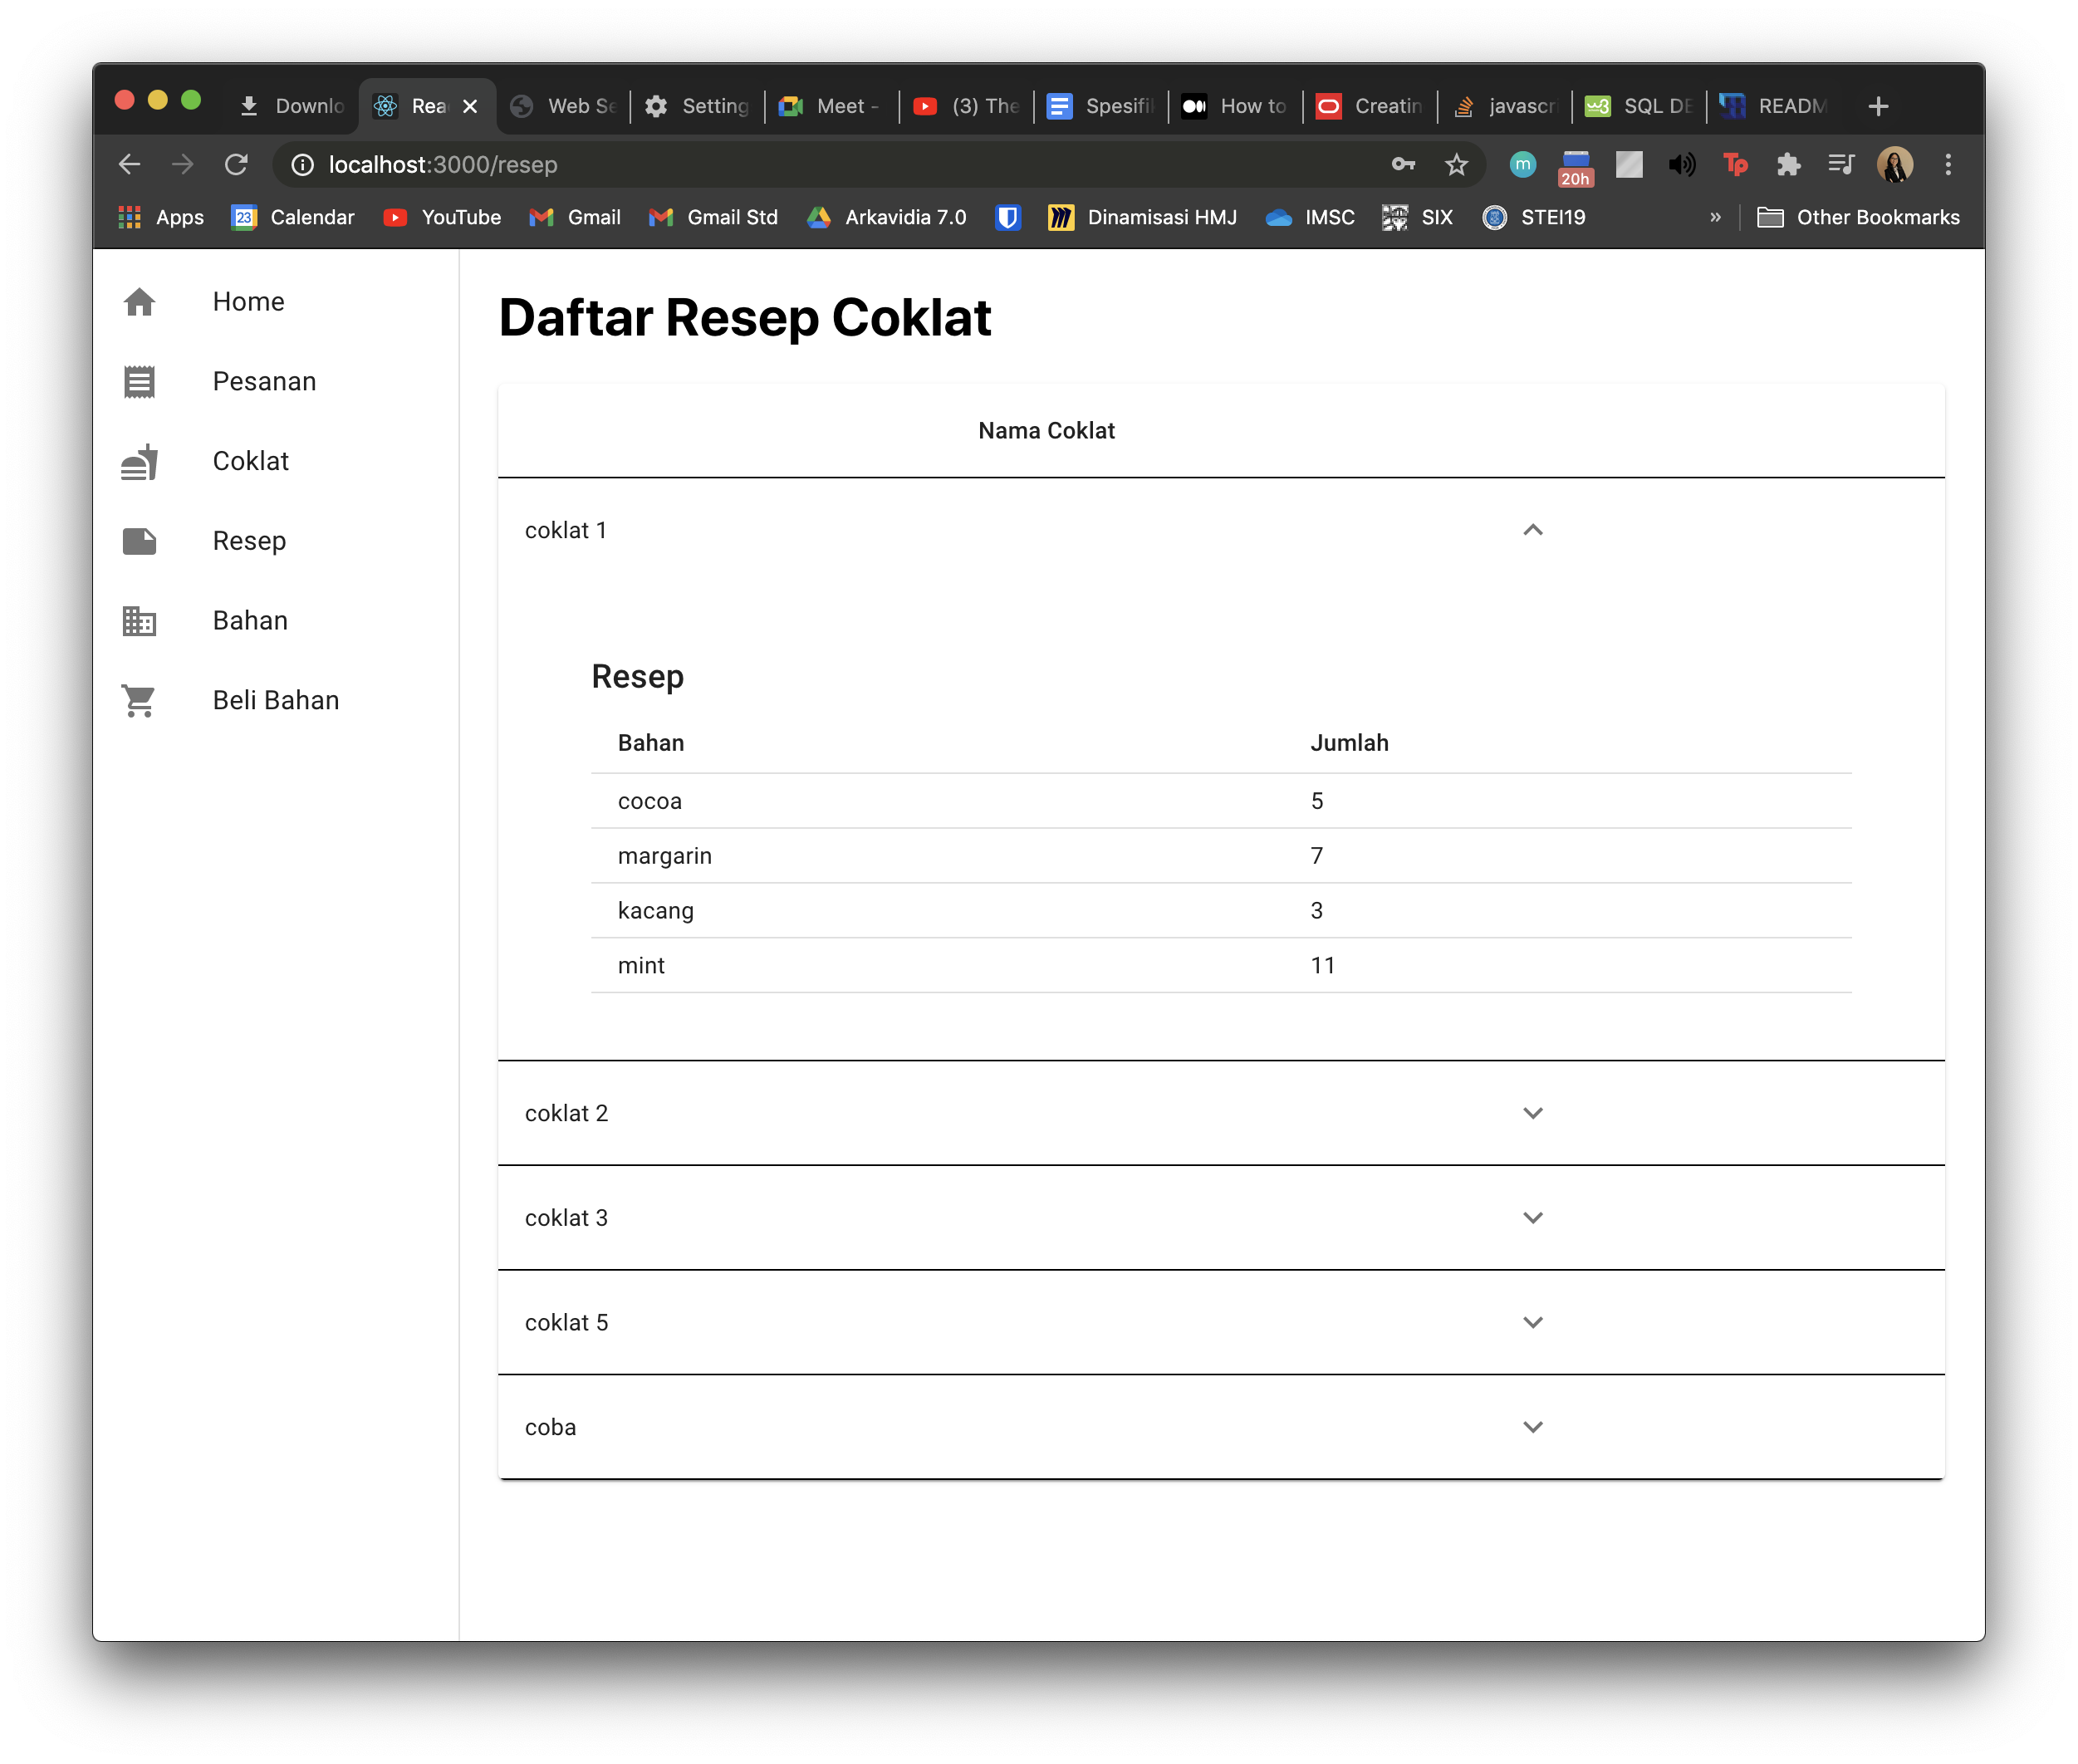 Downlo Rea Web Se Setting Meet - (3) The Spesifi How to Creatin javascri SQL DE READM
localhost:3000/resep
m 20h Tp
Apps 23 Calendar YouTube Gmail Gmail Std Arkavidia 7.0 Dinamisasi HMJ IMSC SIX STEI19 » Other Bookmarks
Home
Pesanan
Coklat
Resep
Bahan
Beli Bahan
Daftar Resep Coklat
Nama Coklat
coklat 1
Resep
Bahan Jumlah
cocoa 5
margarin 7
kacang 3
mint 11
coklat 2
coklat 3
coklat 5
coba